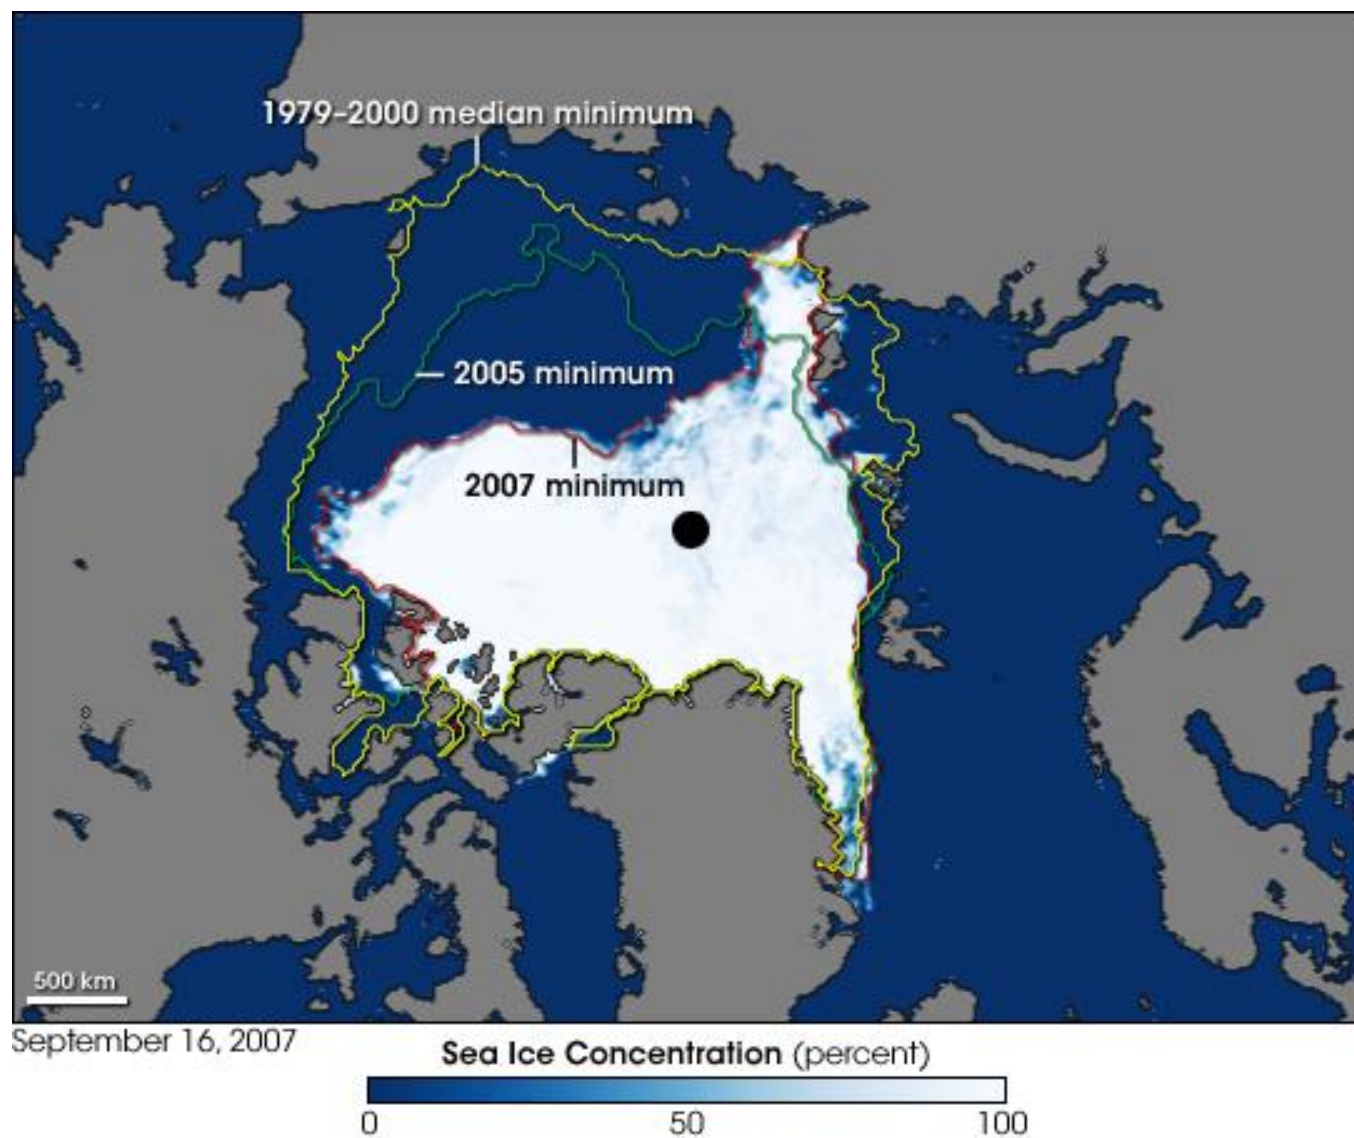 1979-2000 median minimum
2005 minimum
2007 minimum
500 km
September 16, 2007
Sea Ice Concentration (percent)
0 50 100